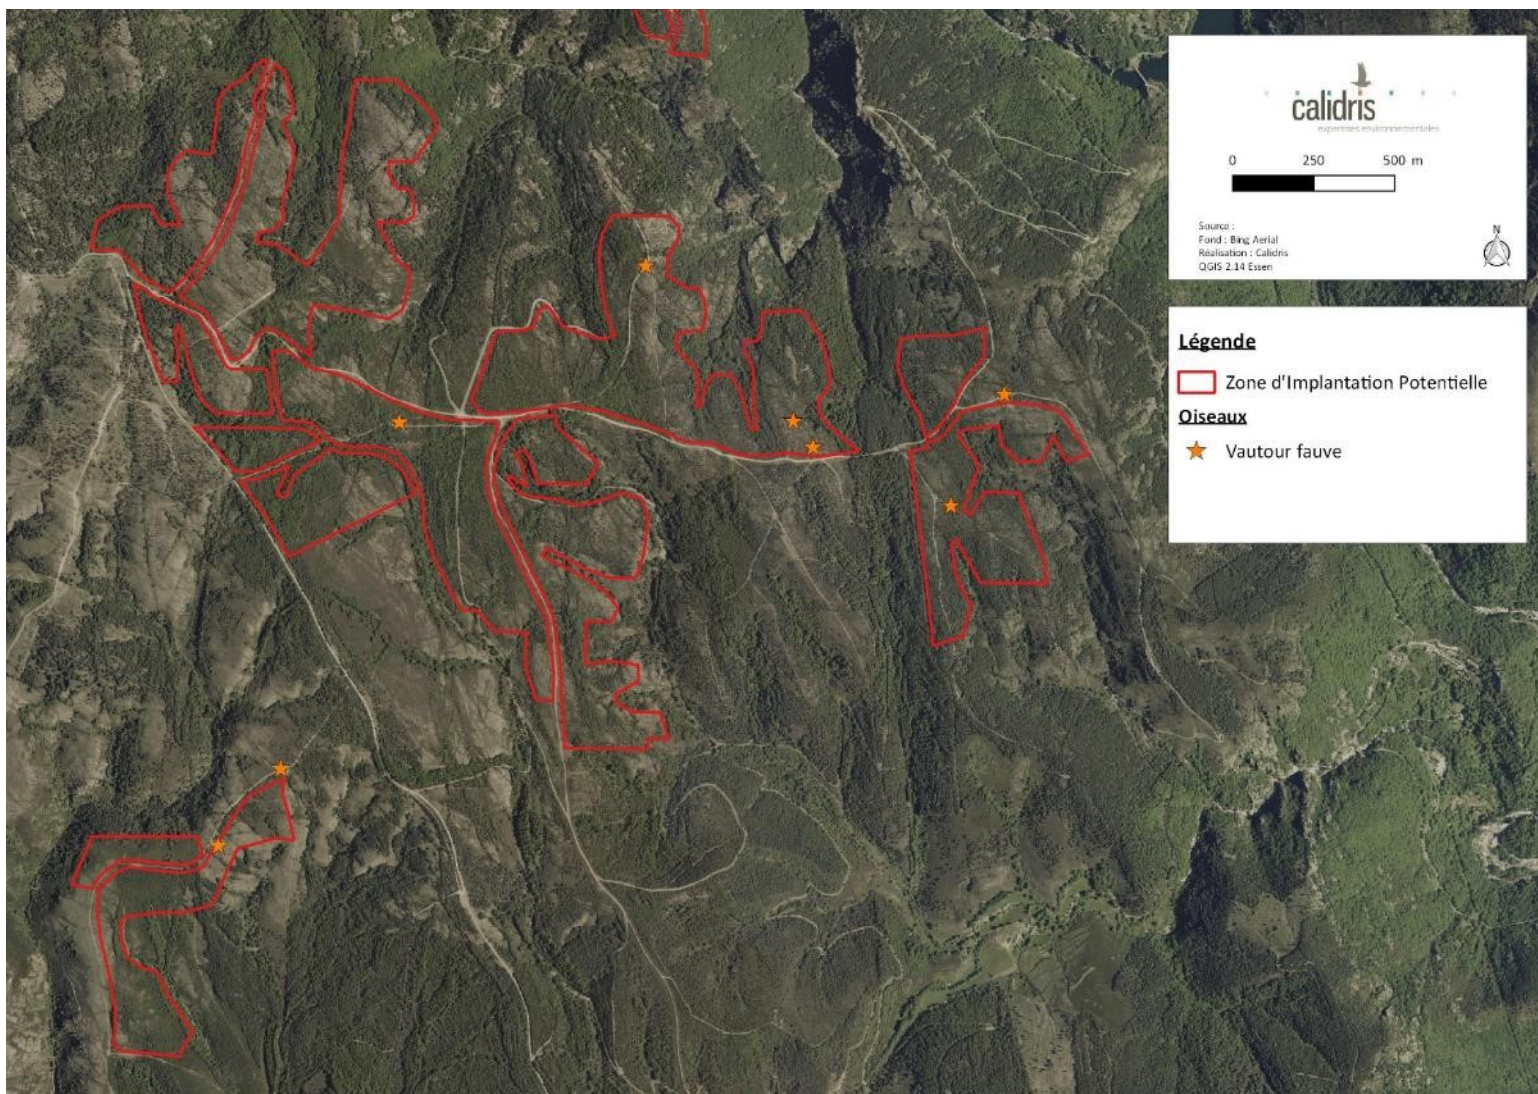 calidris
expertises environnementales
0 250 500 m
Source :
Fond : Bing Aerial
Réalisation : Calidris
QGIS 2.14 Essen
N
Légende
Zone d'Implantation Potentielle
Oiseaux
Vautour fauve